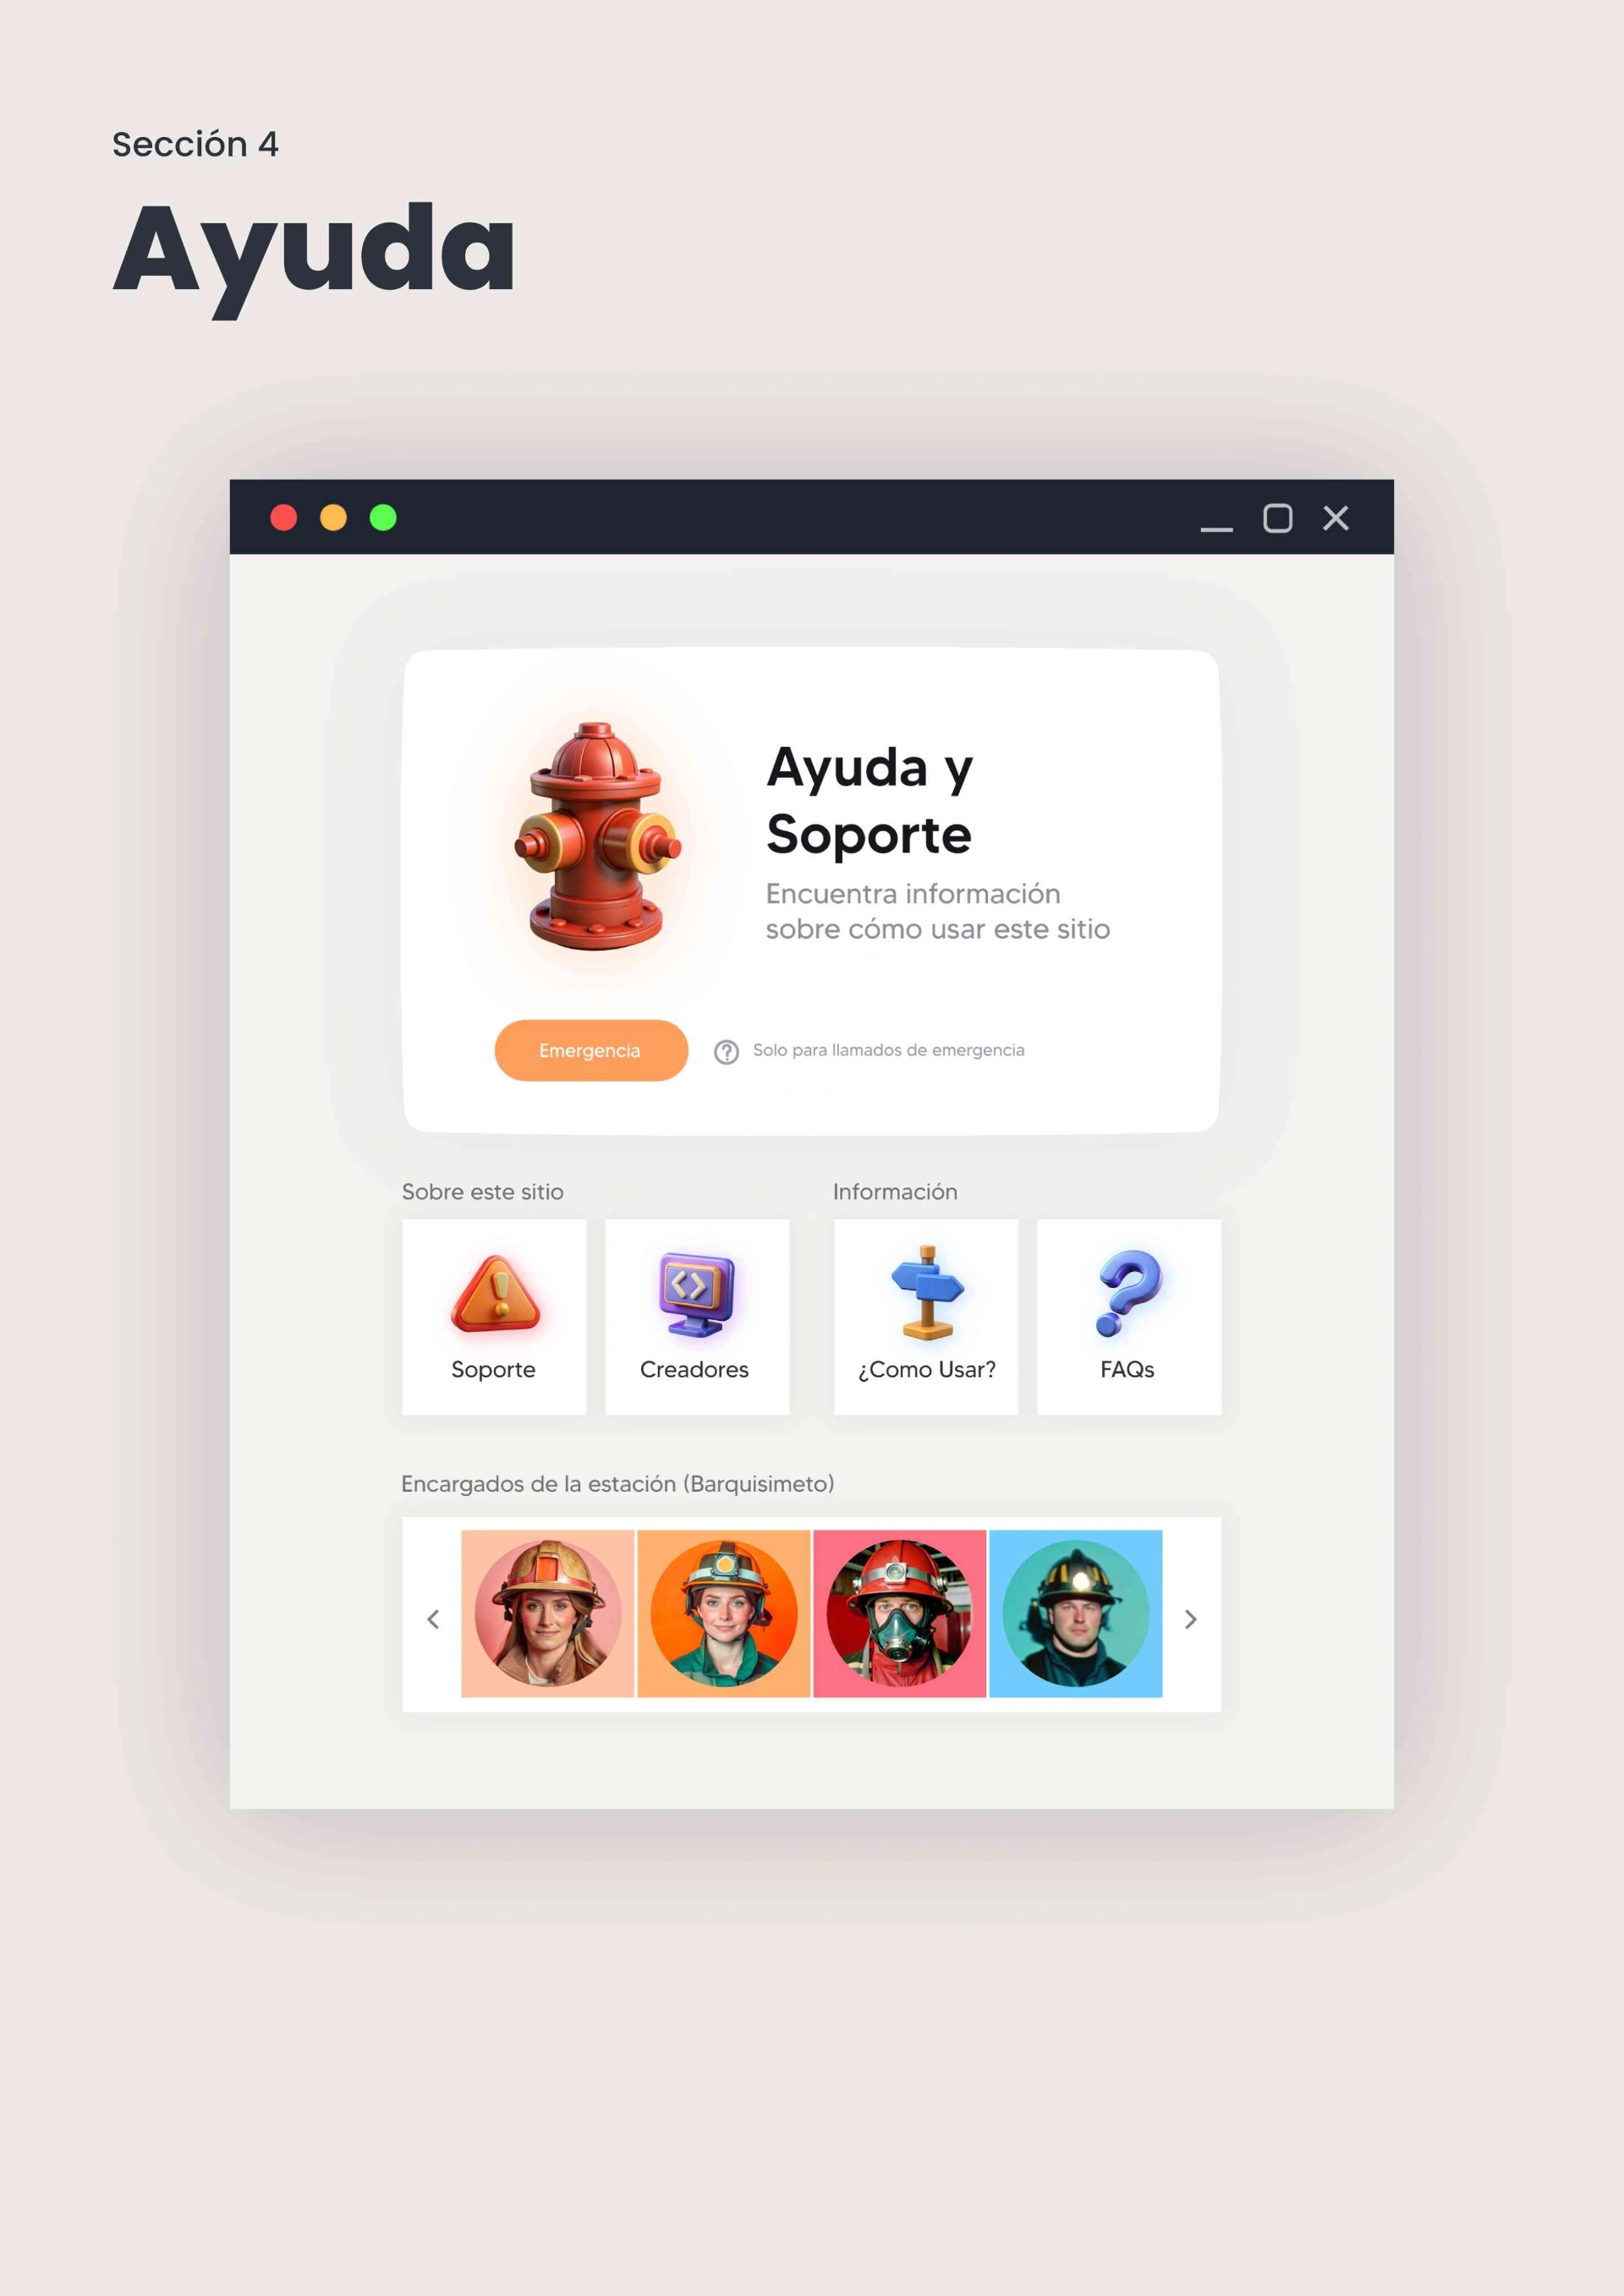 Sección 4
Ayuda
Ayuda y
Soporte
Encuentra información
sobre cómo usar este sitio
Emergencia
Solo para llamados de emergencia
Sobre este sitio
Información
Soporte
Creadores
¿Como Usar?
FAQs
Encargados de la estación (Barquisimeto)